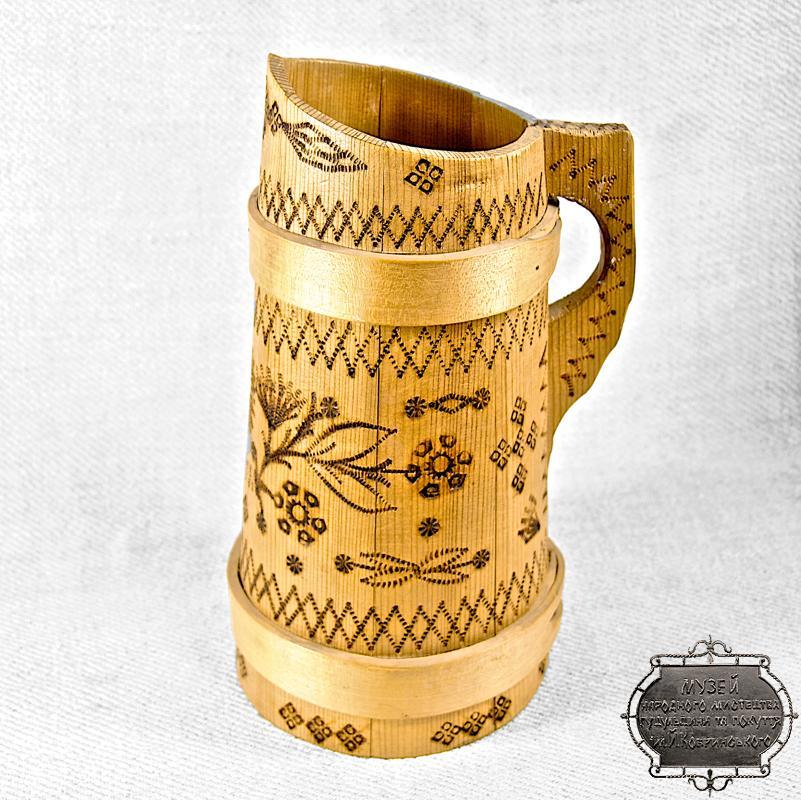 МУЗЕЙ
НАРОДНОГО МИСТЕЦТВА
ГУЦУЛЬЩИНИ ТА ПОКУТТЯ
ІМ. Й. КОБРИНСЬКОГО